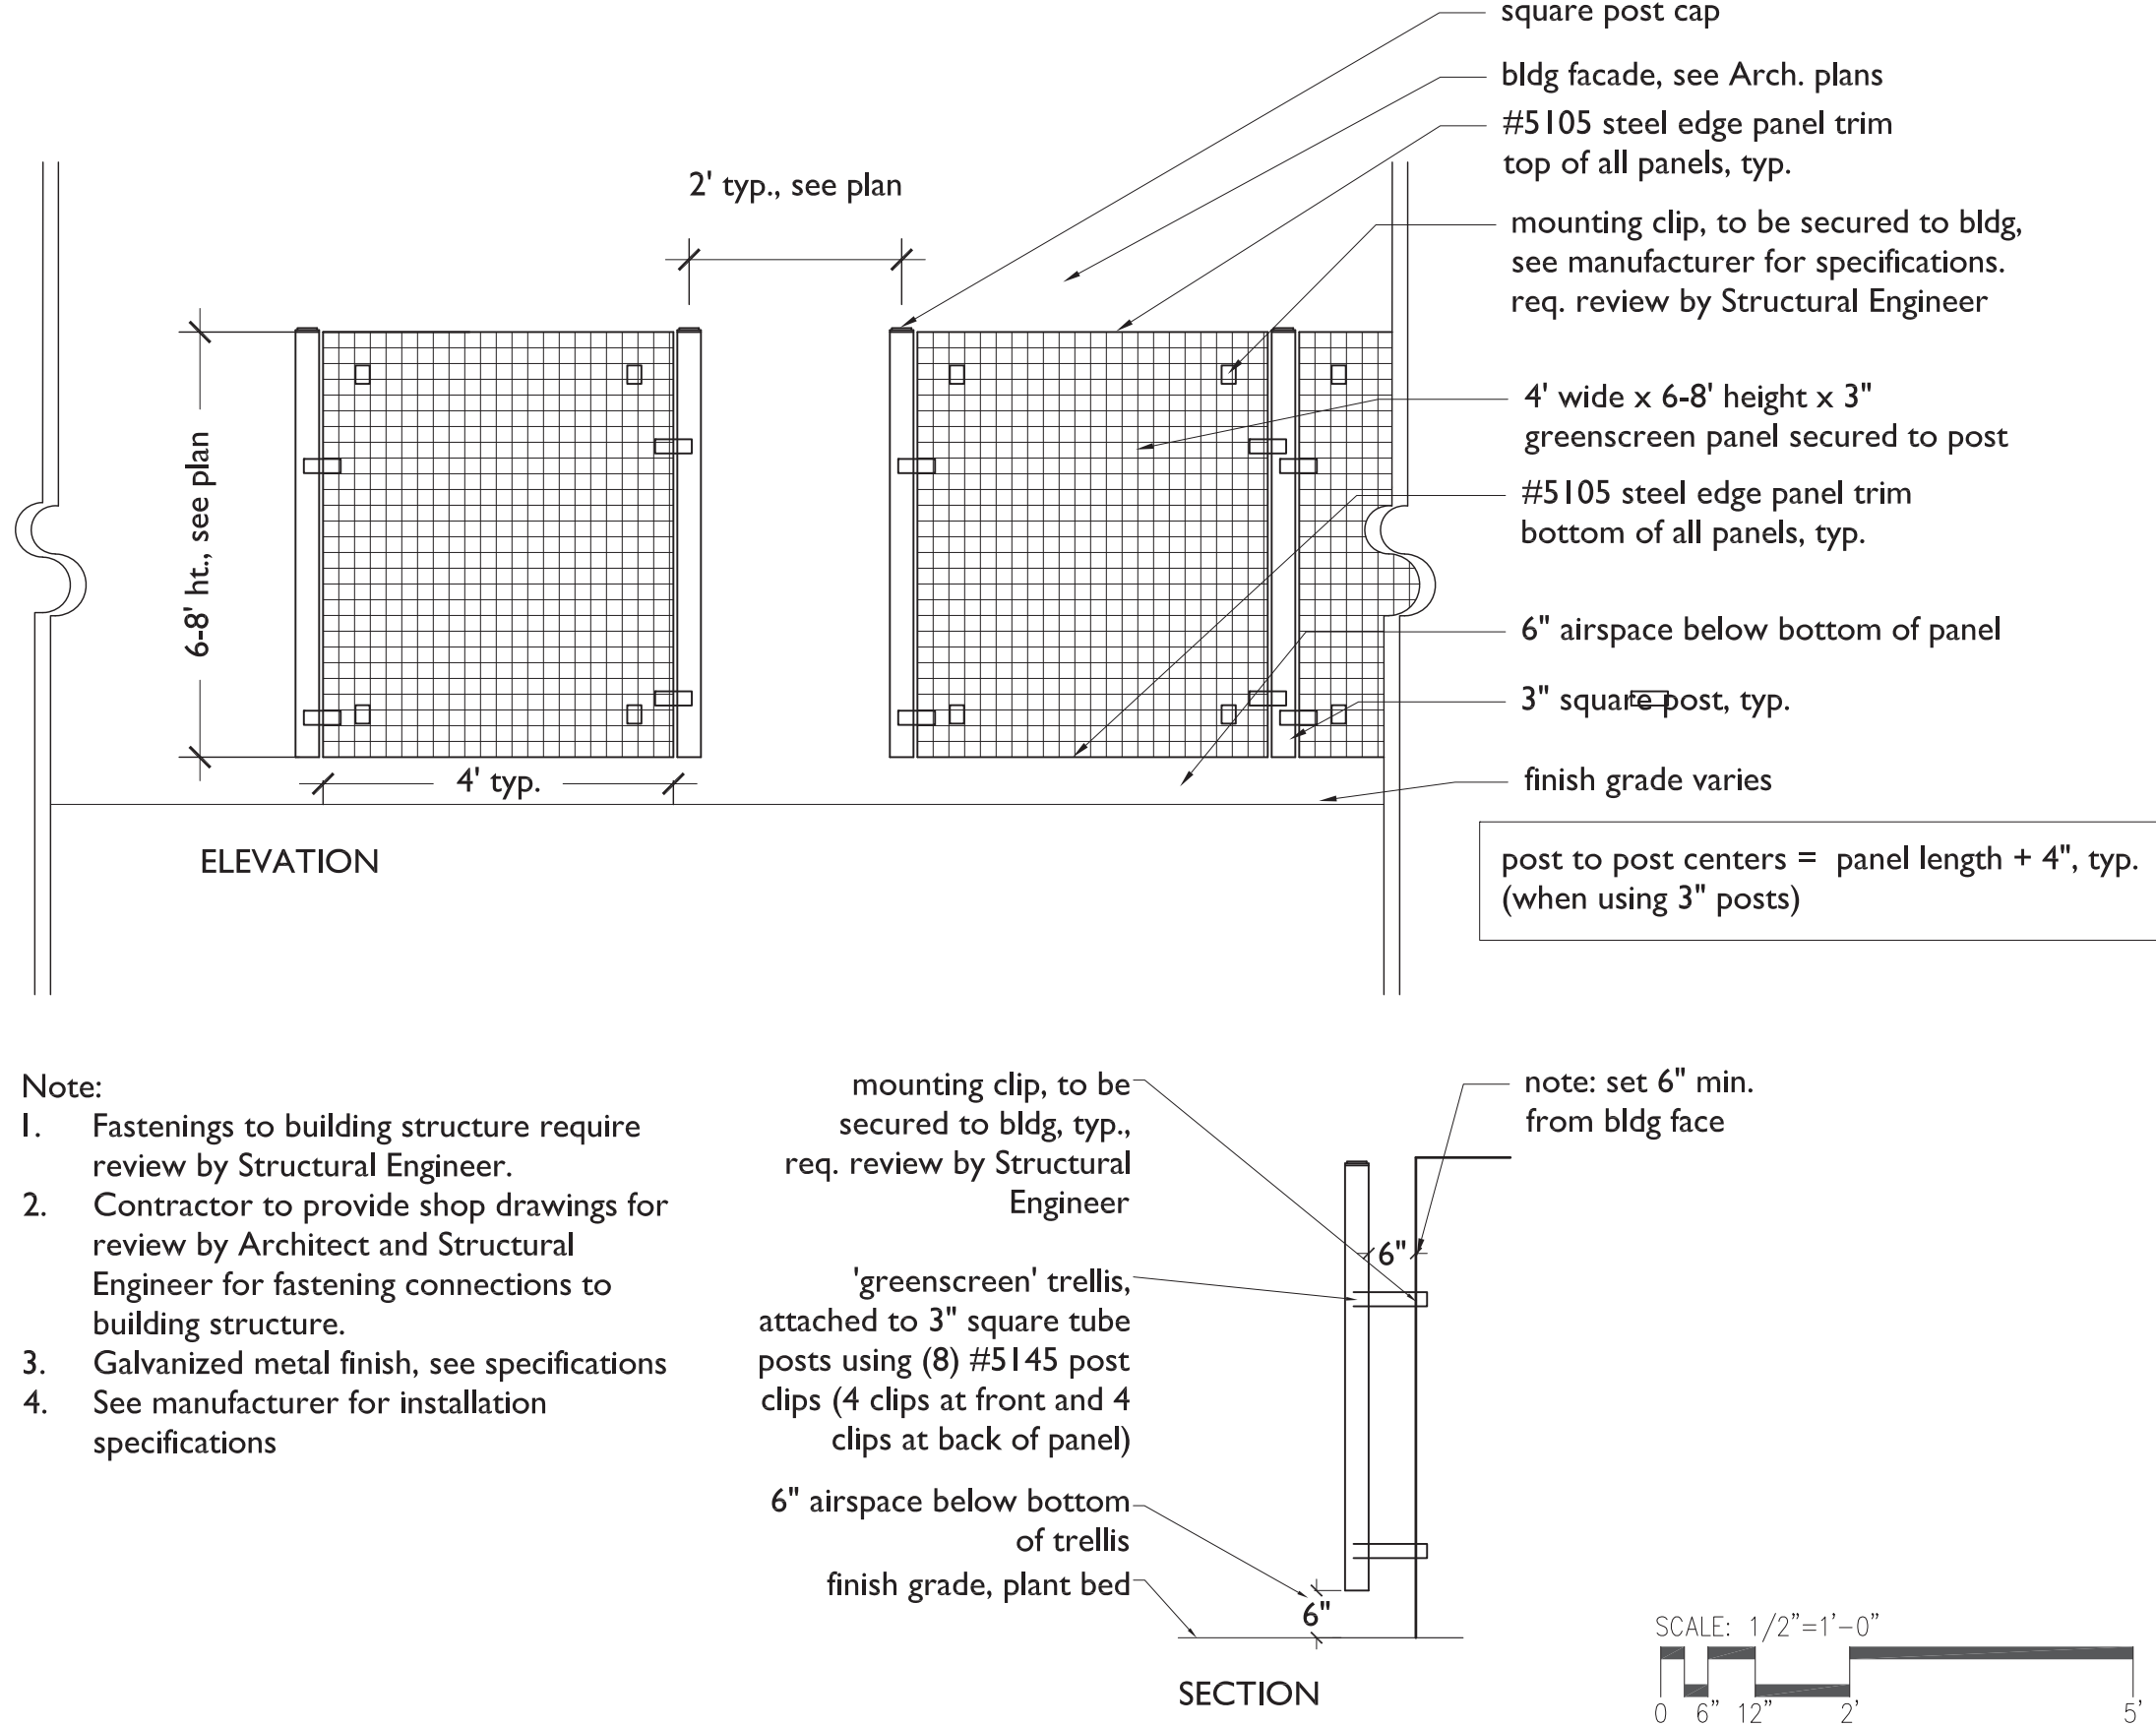 square post cap
bldg facade, see Arch. plans
#5105 steel edge panel trim
top of all panels, typ.
2' typ., see plan
mounting clip, to be secured to bldg,
see manufacturer for specifications.
req. review by Structural Engineer
4' wide x 6-8' height x 3"
greenscreen panel secured to post
#5105 steel edge panel trim
bottom of all panels, typ.
6-8' ht., see plan
6" airspace below bottom of panel
3" square post, typ.
4' typ.
finish grade varies
ELEVATION
post to post centers = panel length + 4", typ.
(when using 3" posts)
Note:
1. Fastenings to building structure require
review by Structural Engineer.
2. Contractor to provide shop drawings for
review by Architect and Structural
Engineer for fastening connections to
building structure.
3. Galvanized metal finish, see specifications
4. See manufacturer for installation
specifications
mounting clip, to be
secured to bldg, typ.,
req. review by Structural
Engineer
note: set 6" min.
from bldg face
6"
'greenscreen' trellis,
attached to 3" square tube
posts using (8) #5145 post
clips (4 clips at front and 4
clips at back of panel)
6" airspace below bottom
of trellis
finish grade, plant bed
6"
SECTION
SCALE: 1/2"=1'-0"
0 6" 12" 2' 5'